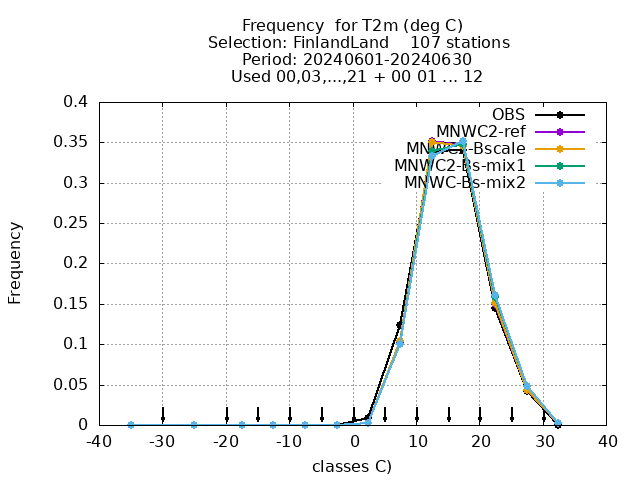 Frequency for T2m (deg C)
Selection: FinlandLand 107 stations
Period: 20240601-20240630
Used 00,03,...,21 + 00 01 ... 12
0.4
0.35
0.3
0.25
0.2
0.15
0.1
0.05
0
Frequency
OBS
MNWC2-ref
MNWC2-Bscale
MNWC2-Bs-mix1
MNWC-Bs-mix2
-40 -30 -20 -10 0 10 20 30 40
classes C)